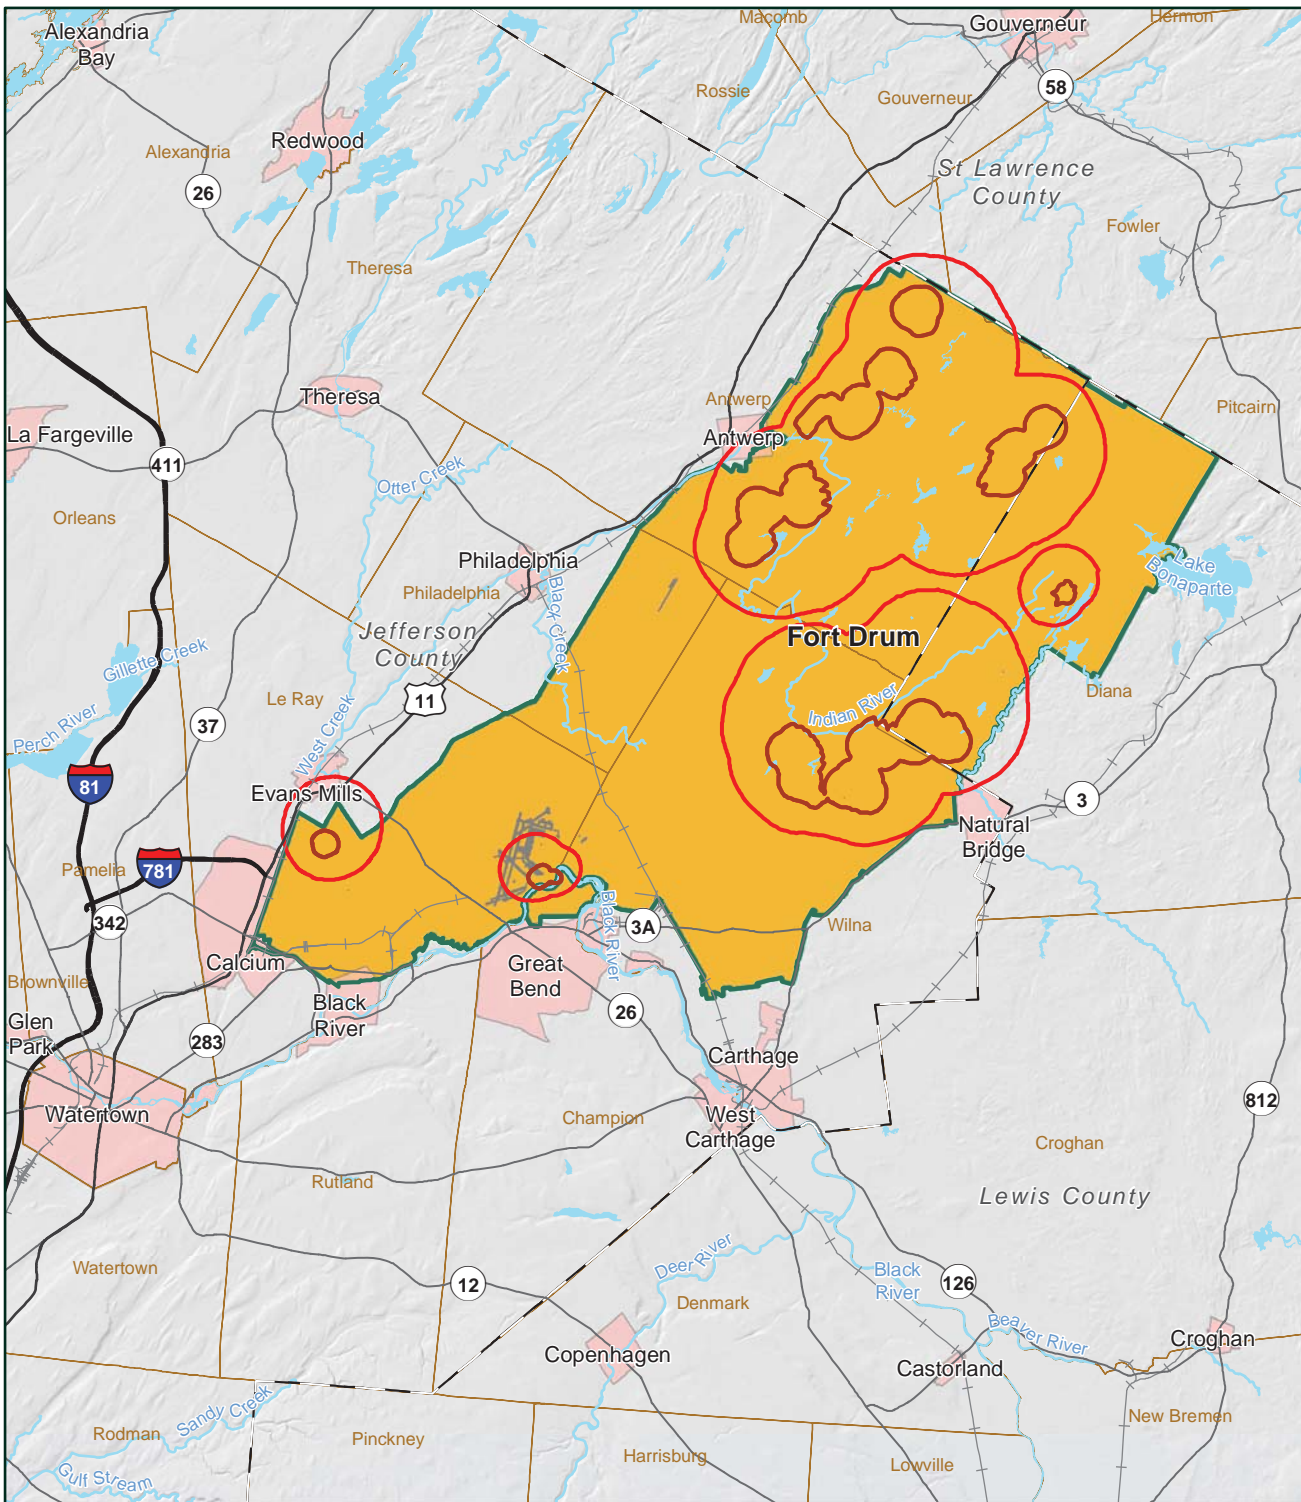 Macomb
Hermon
Alexandria
Bay
Gouverneur
58
Rossie
Gouverneur
Redwood
Alexandria
26
St Lawrence
County
Fowler
Theresa
Theresa
Antwerp
Pitcairn
La Fargeville
Antwerp
411
Otter Creek
Orleans
Philadelphia
Philadelphia
Black Creek
Lake
Bonaparte
Jefferson
County
Fort Drum
Gillette Creek
Le Ray
11
Diana
Perch River
37
Indian River
West Creek
81
Evans Mills
3
Natural
Bridge
Pamelia
781
342
Black River
3A
Wilna
Calcium
Great
Bend
Brownville
Black
River
26
Glen
Park
283
Carthage
Watertown
West
Carthage
Champion
812
Croghan
Rutland
Lewis County
Watertown
Deer River
Black
River
12
126
Denmark
Beaver River
Copenhagen
Croghan
Castorland
Sandy Creek
Rodman
Pinckney
New Bremen
Harrisburg
Lowville
Gulf Stream